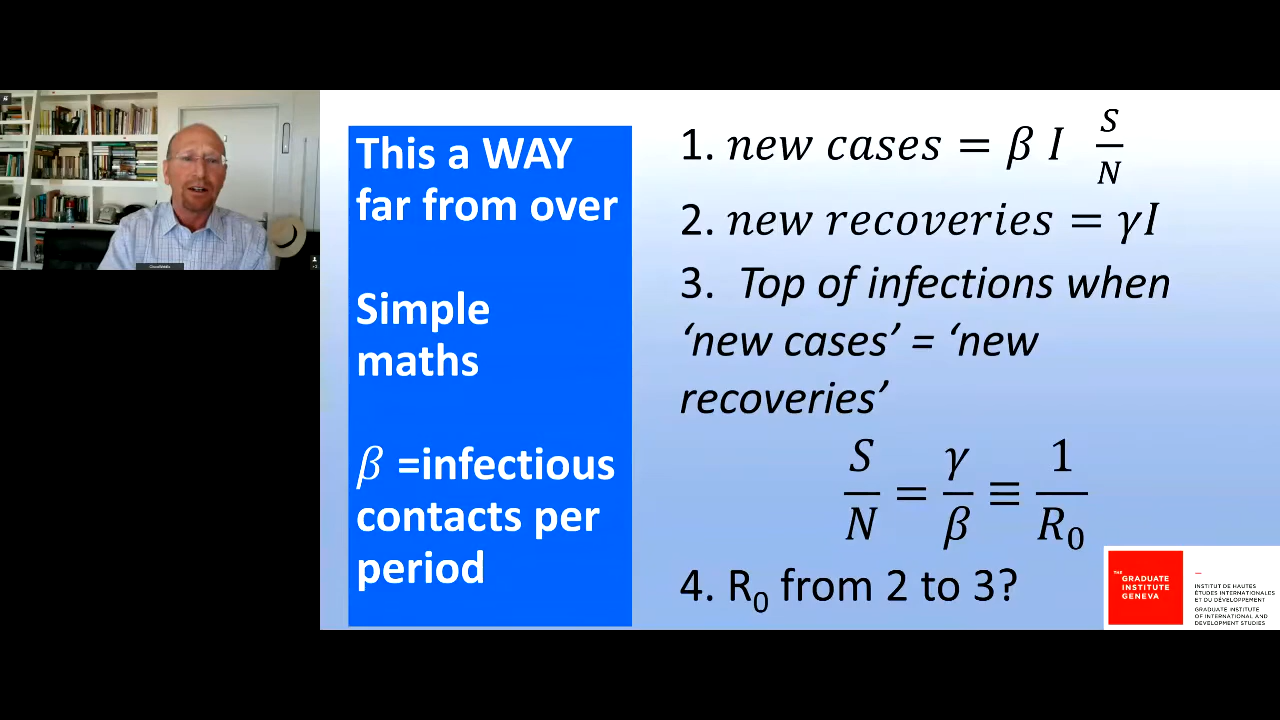 This a WAY
far from over
Simple
maths
β =infectious
contacts per
period
1. new cases = β I S/N
2. new recoveries = γI
3. Top of infections when
‘new cases’ = ‘new
recoveries’
S/N = γ/β ≡ 1/R₀
4. R₀ from 2 to 3?
THE
GRADUATE
INSTITUTE
GENEVA
INSTITUT DE HAUTES
ÉTUDES INTERNATIONALES
ET DU DÉVELOPPEMENT
GRADUATE INSTITUTE
OF INTERNATIONAL AND
DEVELOPMENT STUDIES